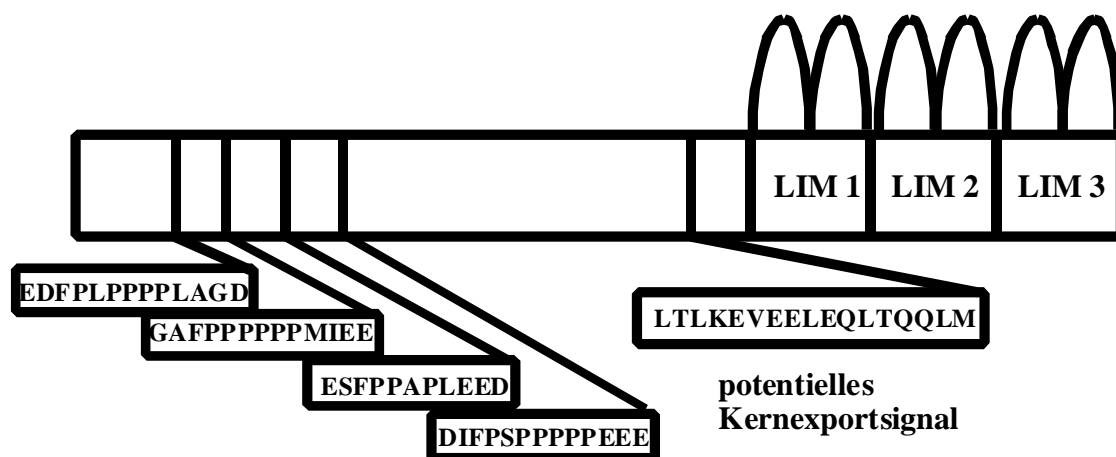 LIM 1 LIM 2 LIM 3
EDFPLPPPPLAGD
GAFPPPPPPMIEE
ESFPPAPLEED
DIFPSPPPPPEEE
LTLKEVEELEQLTQQLM
potentielles
Kernexportsignal